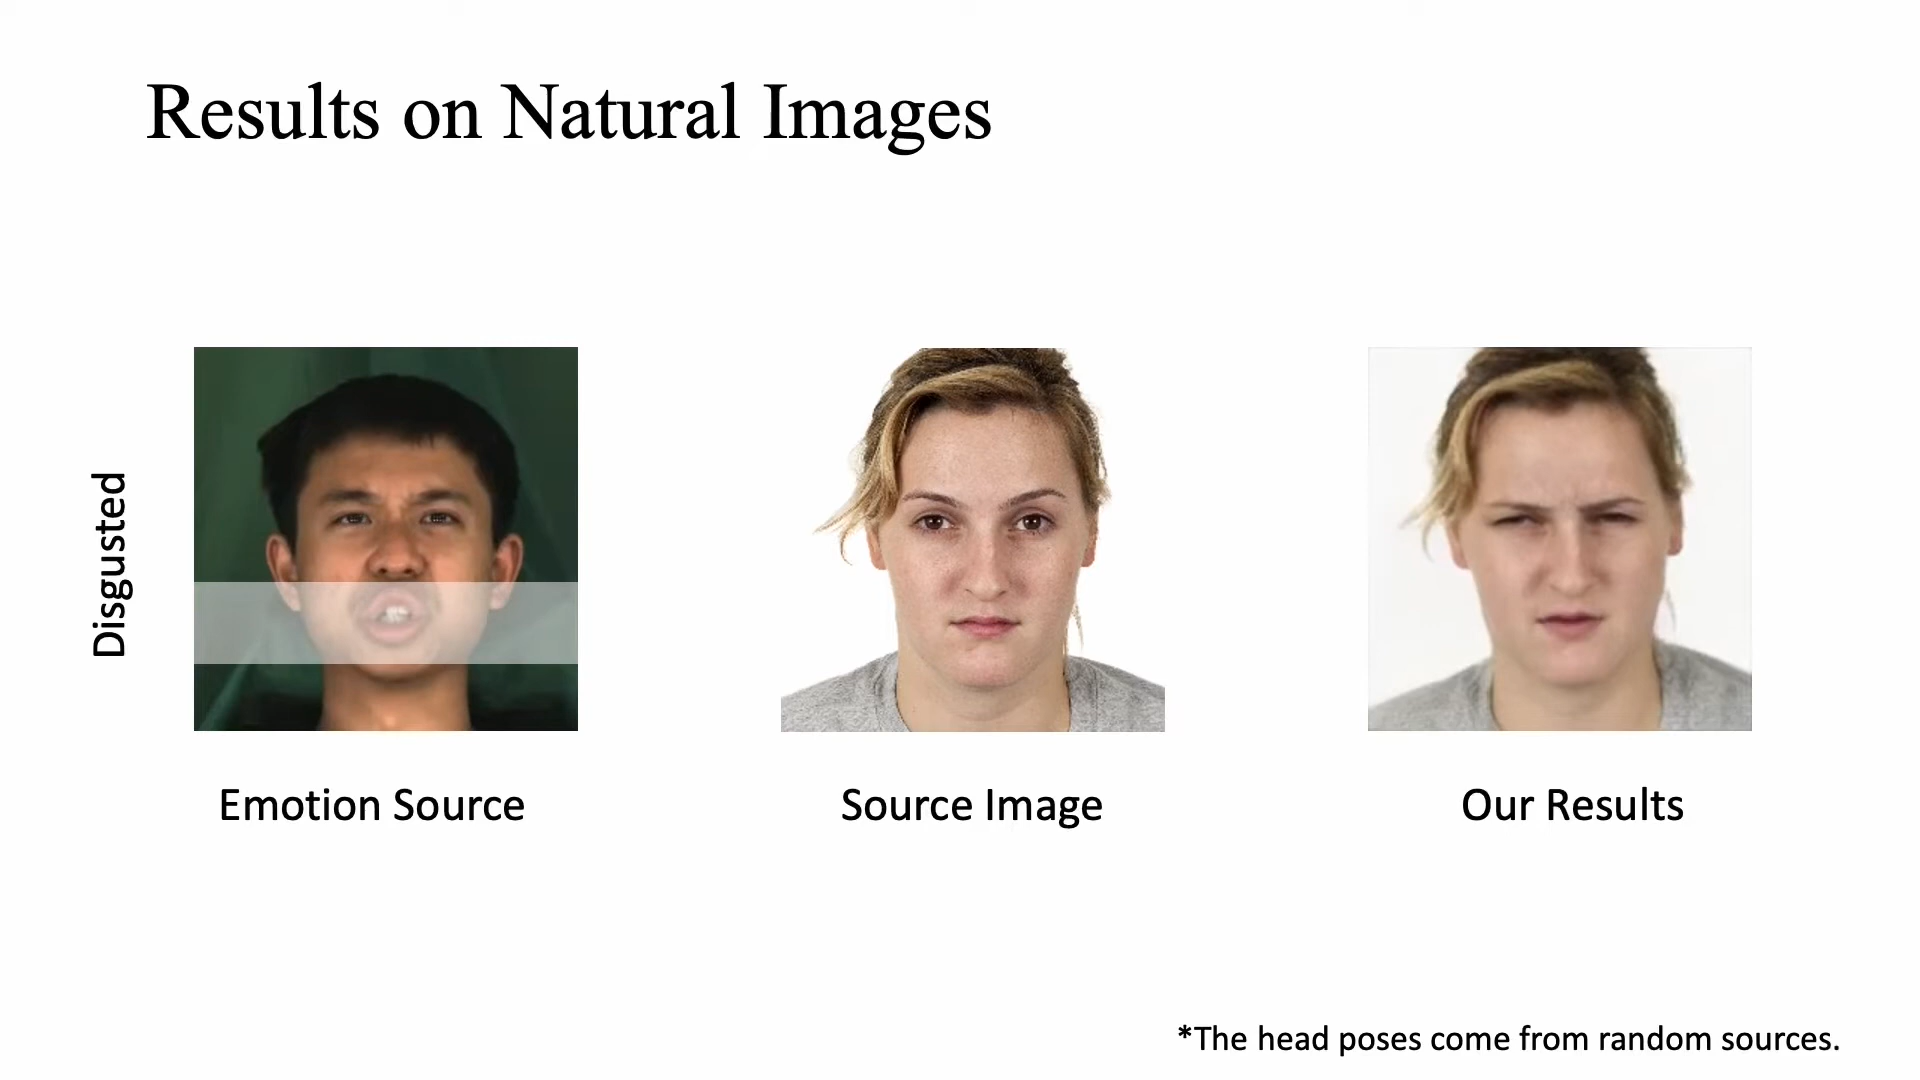 Results on Natural Images
Disgusted
Emotion Source
Source Image
Our Results
*The head poses come from random sources.